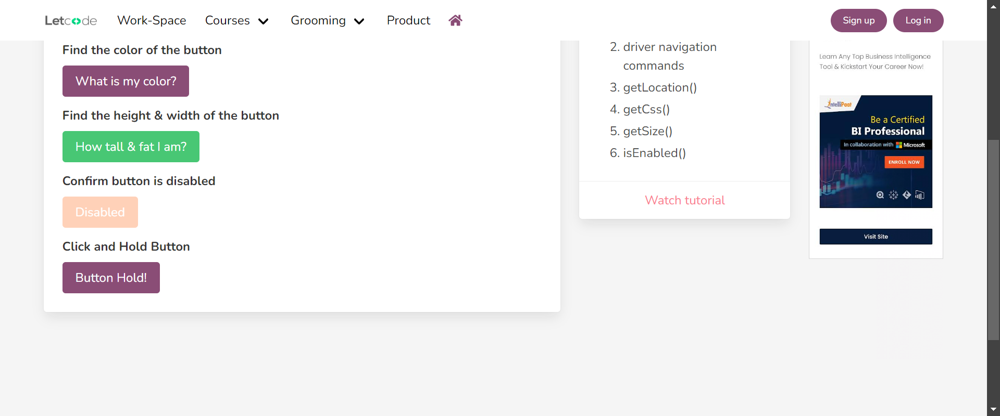 Letcode Work-Space Courses Grooming Product
Sign up Log in
Find the color of the button
What is my color?
Find the height & width of the button
How tall & fat I am?
Confirm button is disabled
Disabled
Click and Hold Button
Button Hold!
2. driver navigation
commands
3. getLocation()
4. getCss()
5. getSize()
6. isEnabled()
Watch tutorial
Learn Any Top Business Intelligence
Tool & Kickstart Your Career Now!
intelliPaat
Be a Certified
BI Professional
In collaboration with Microsoft
ENROLL NOW
Visit Site